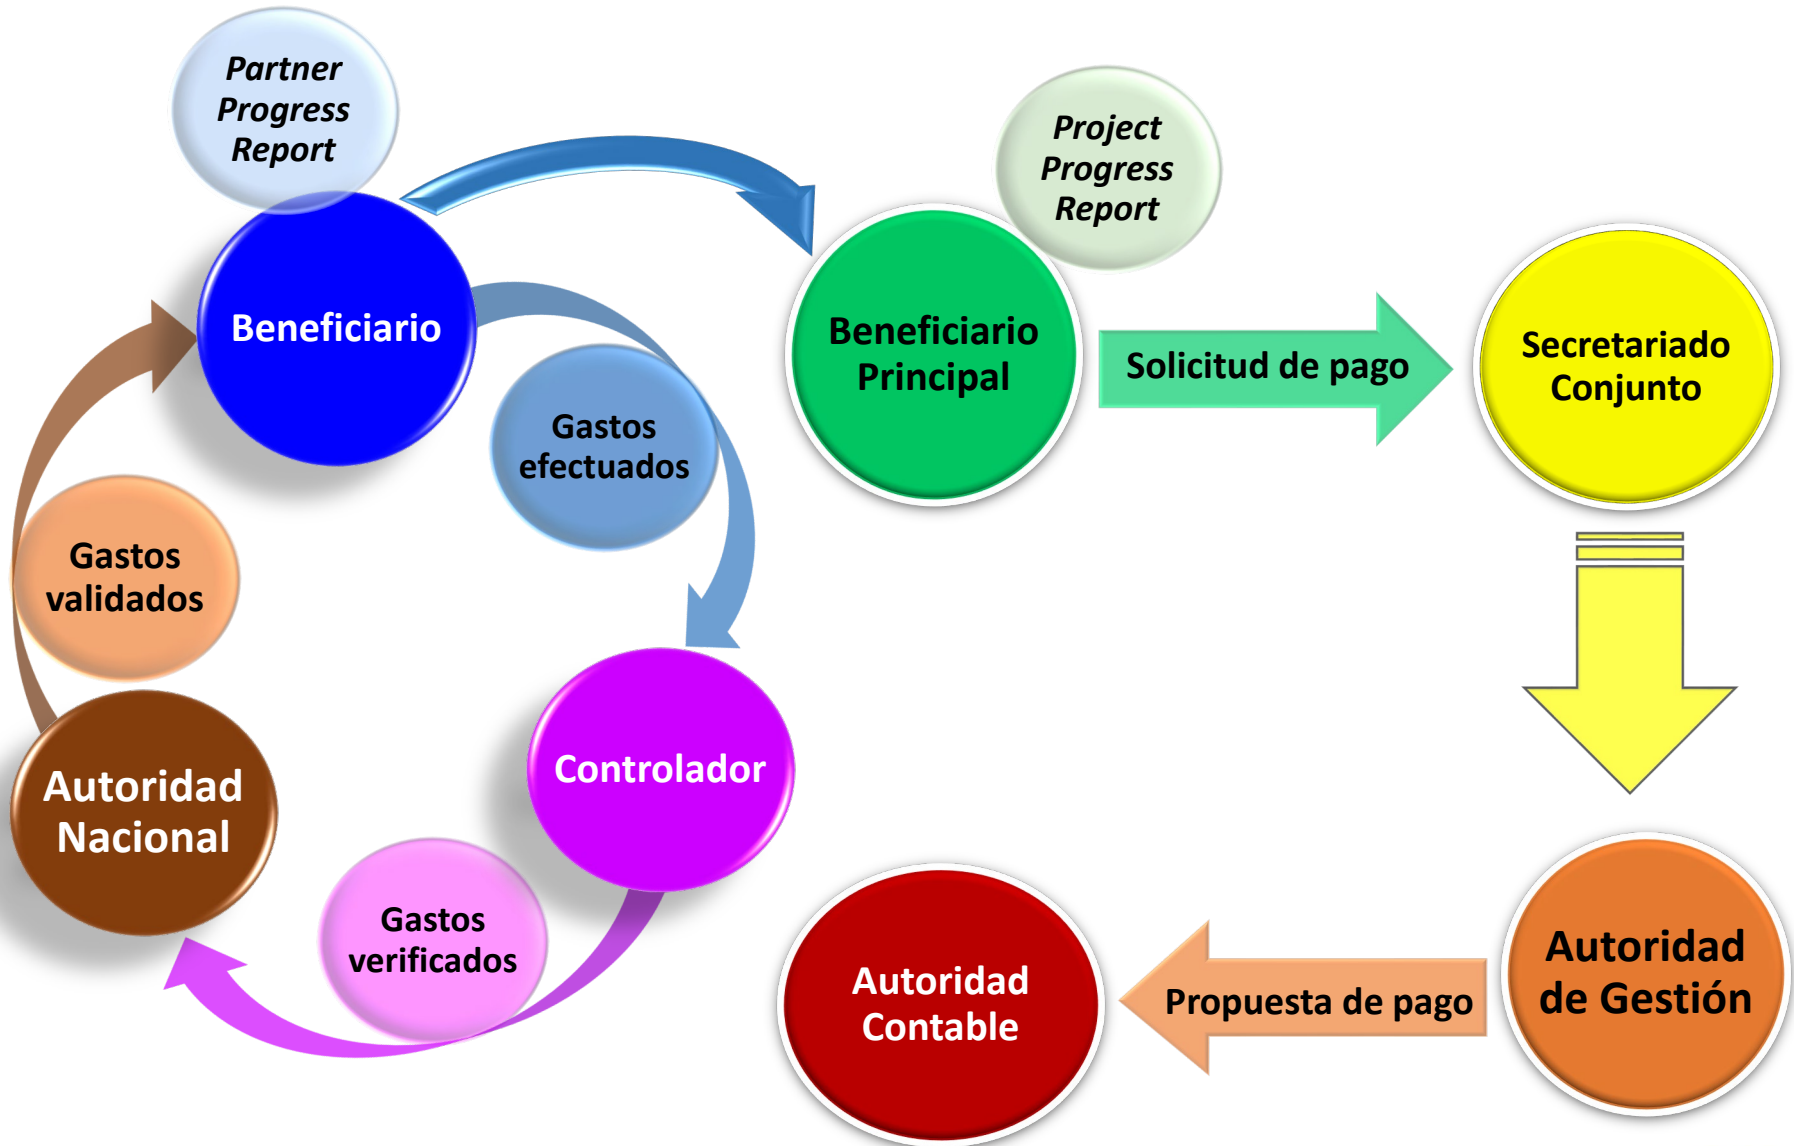 Partner
Progress
Report
Project
Progress
Report
Beneficiario
Beneficiario
Principal
Solicitud de pago
Secretariado
Conjunto
Gastos
efectuados
Gastos
validados
Controlador
Autoridad
Nacional
Gastos
verificados
Autoridad
Contable
Propuesta de pago
Autoridad
de Gestión